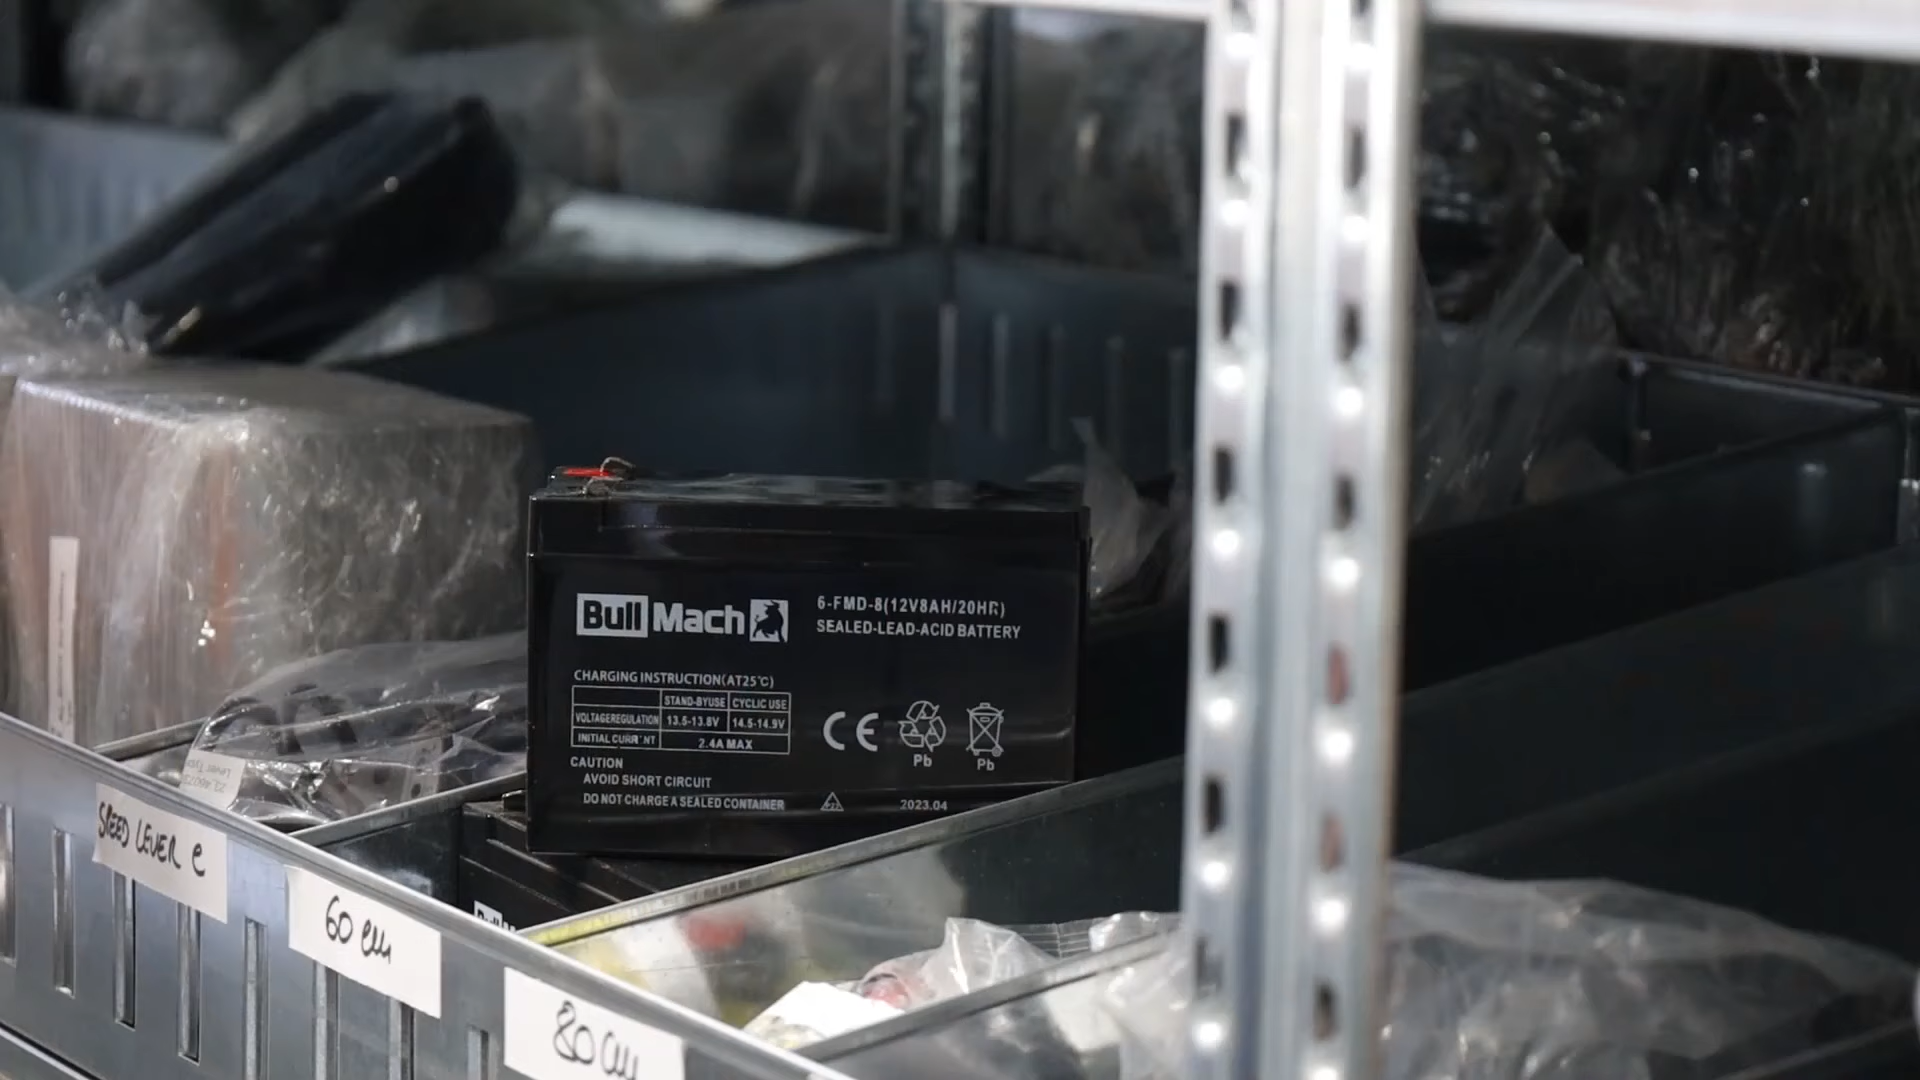 Bull Mach
6-FMD-8(12V8AH/20HR)
SEALED-LEAD-ACID BATTERY
CHARGING INSTRUCTION(AT25℃)
STAND-BYUSE CYCLIC USE
VOLTAGEREGULATION 13.5-13.8V 14.5-14.9V
INITIAL CURRENT 2.4A MAX
CE
Pb
Pb
CAUTION
AVOID SHORT CIRCUIT
DO NOT CHARGE A SEALED CONTAINER
2023.04
SPEED LEVER e
60 cm
80 cm